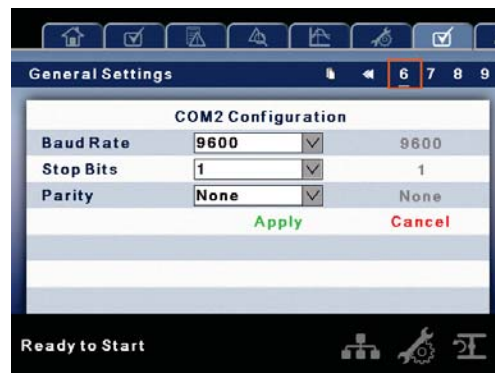 General Settings 6 7 8 9
COM2 Configuration
Baud Rate 9600 9600
Stop Bits 1 1
Parity None None
Apply Cancel
Ready to Start